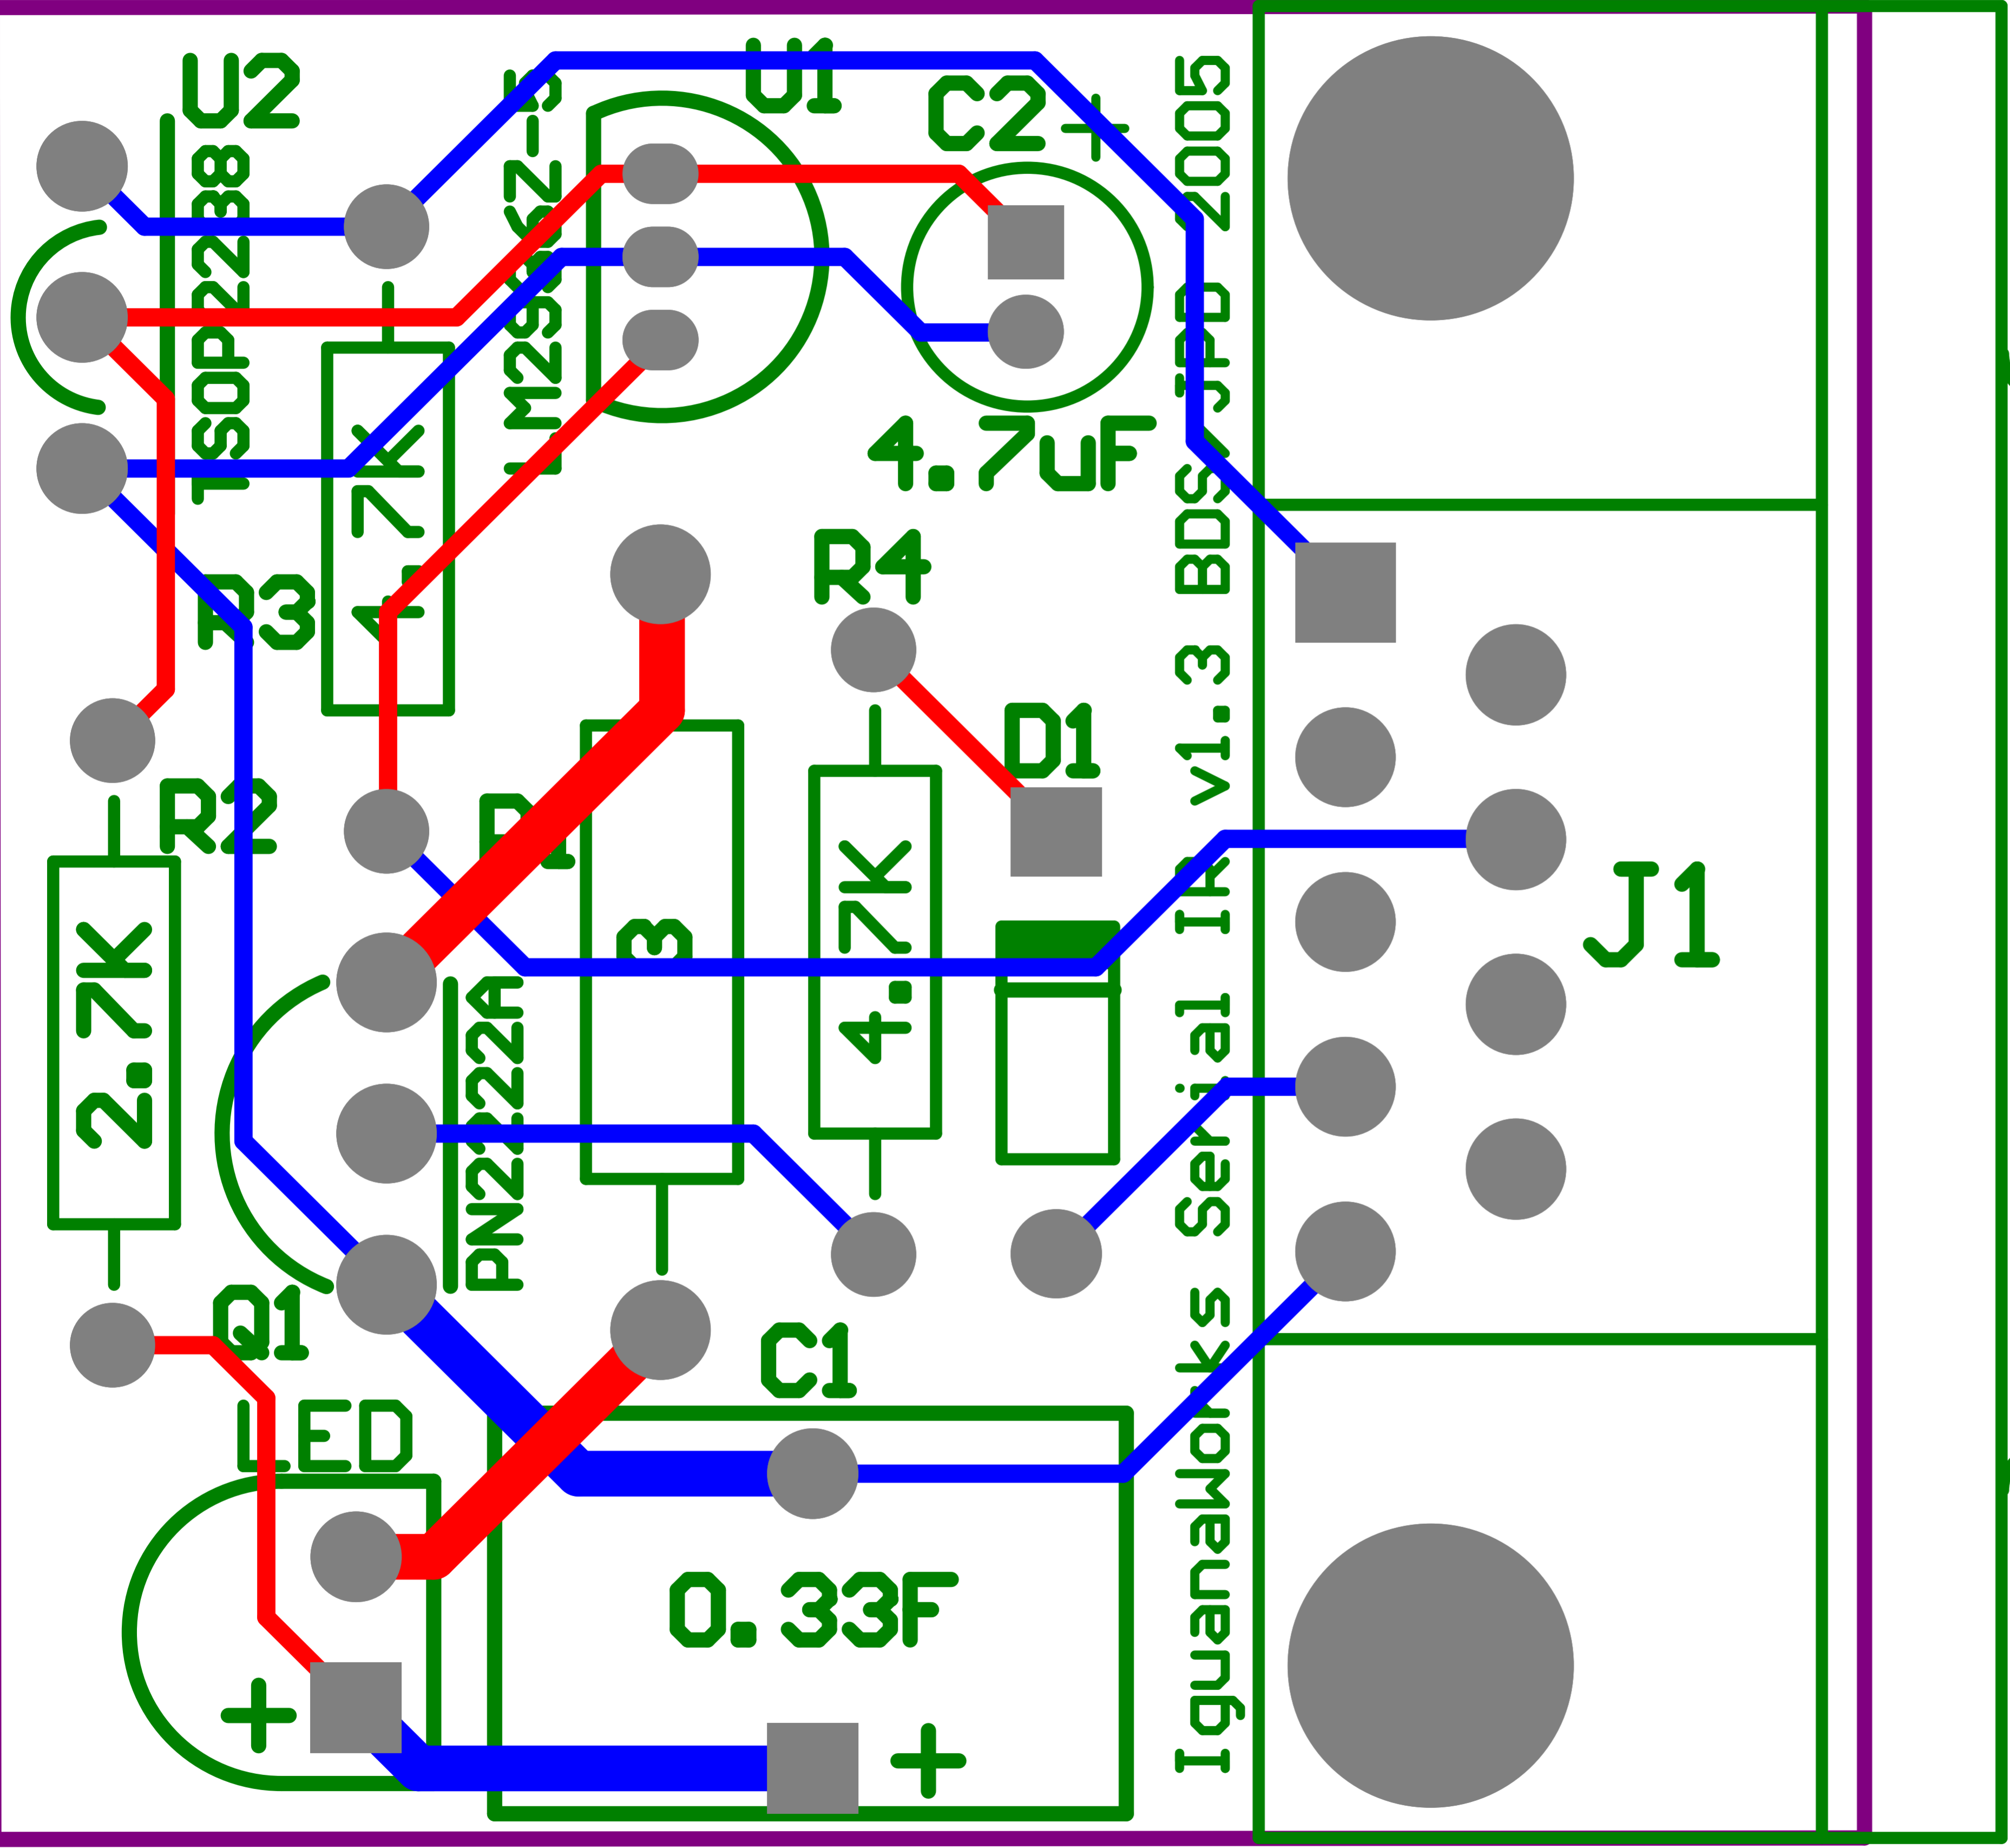 U2
TSOP2238
LM2936Z-5
U1
C2 +
4.7uF
R3
4.7K
R4
4.7K
D1
R2
2.7K
R1
3
PN2222A
Q1
LED
+
C1
0.33F
+
IguanaWorks serial IR v1.3 BDS/JPD 2005
J1